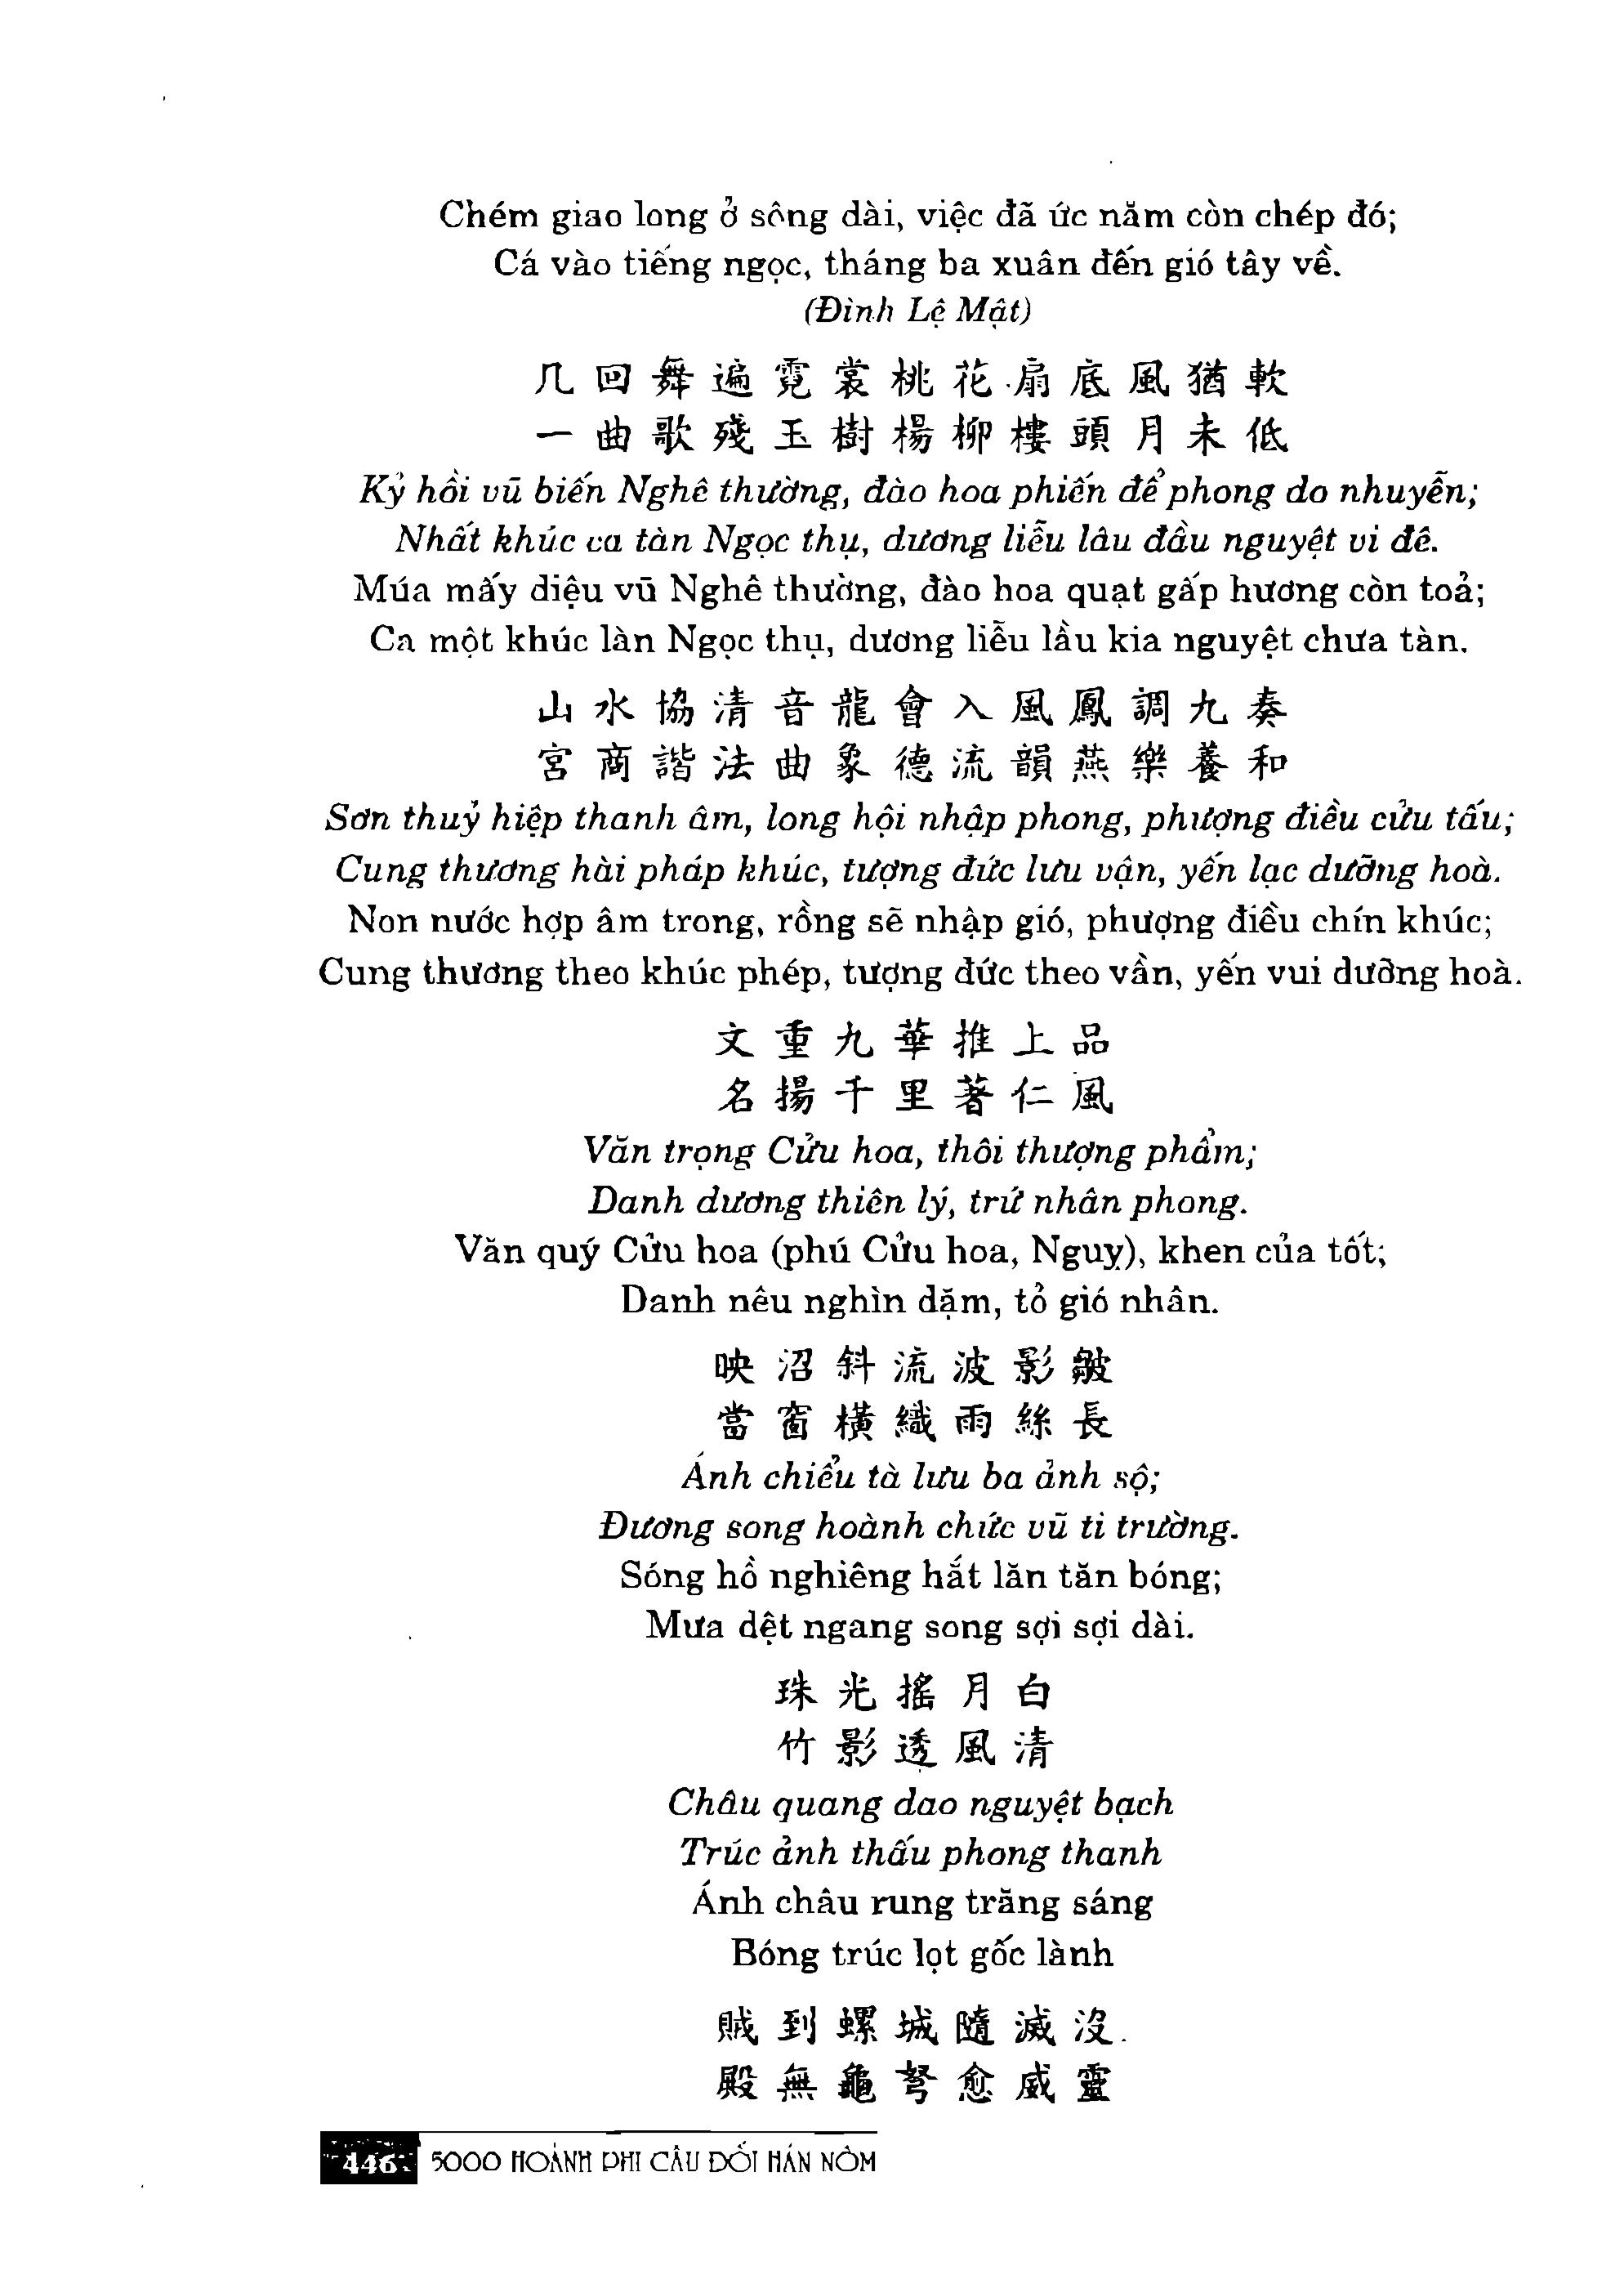 Chém giao long ở sông dài, việc đã ức năm còn chép đó;
Cá vào tiếng ngọc, tháng ba xuân đến gió tây về.
(Đình Lệ Mật)
几回舞遍霓裳桃花扇底風猶軟
一曲歌殘玉樹楊柳樓頭月未低
Kỷ hồi vũ biến Nghê thường, đào hoa phiến để phong do nhuyễn;
Nhất khúc ca tàn Ngọc thụ, dương liễu lâu đầu nguyệt vi đê.
Múa mấy diệu vũ Nghê thường, đào hoa quạt gấp hương còn toả;
Ca một khúc làn Ngọc thụ, dương liễu lầu kia nguyệt chưa tàn.
山水協清音龍會入風鳳調九奏
宮商諧法曲象德流韻燕樂養和
Sơn thuỷ hiệp thanh âm, long hội nhập phong, phượng điều cửu tấu;
Cung thương hài pháp khúc, tượng đức lưu vận, yến lạc dưỡng hoà.
Non nước hợp âm trong, rồng sẽ nhập gió, phượng điều chín khúc;
Cung thương theo khúc phép, tượng đức theo vần, yến vui dưỡng hoà.
文重九華推上品
名揚千里著仁風
Văn trọng Cửu hoa, thôi thượng phẩm;
Danh dương thiên lý, trứ nhân phong.
Văn quý Cửu hoa (phú Cửu hoa, Nguỵ), khen của tốt;
Danh nêu nghìn dặm, tỏ gió nhân.
映沼斜流波影皺
當窗橫織雨絲長
Ánh chiểu tà lưu ba ảnh sộ;
Đương song hoành chức vũ ti trường.
Sóng hồ nghiêng hắt lăn tăn bóng;
Mưa dệt ngang song sợi sợi dài.
珠光搖月白
竹影透風清
Châu quang dao nguyệt bạch
Trúc ảnh thấu phong thanh
Ánh châu rung trăng sáng
Bóng trúc lọt gốc lành
賊到螺城隨滅沒
殿無龜弩愈威靈
446 5000 HOÀNH PHI CÂU ĐỐI HÁN NÔM